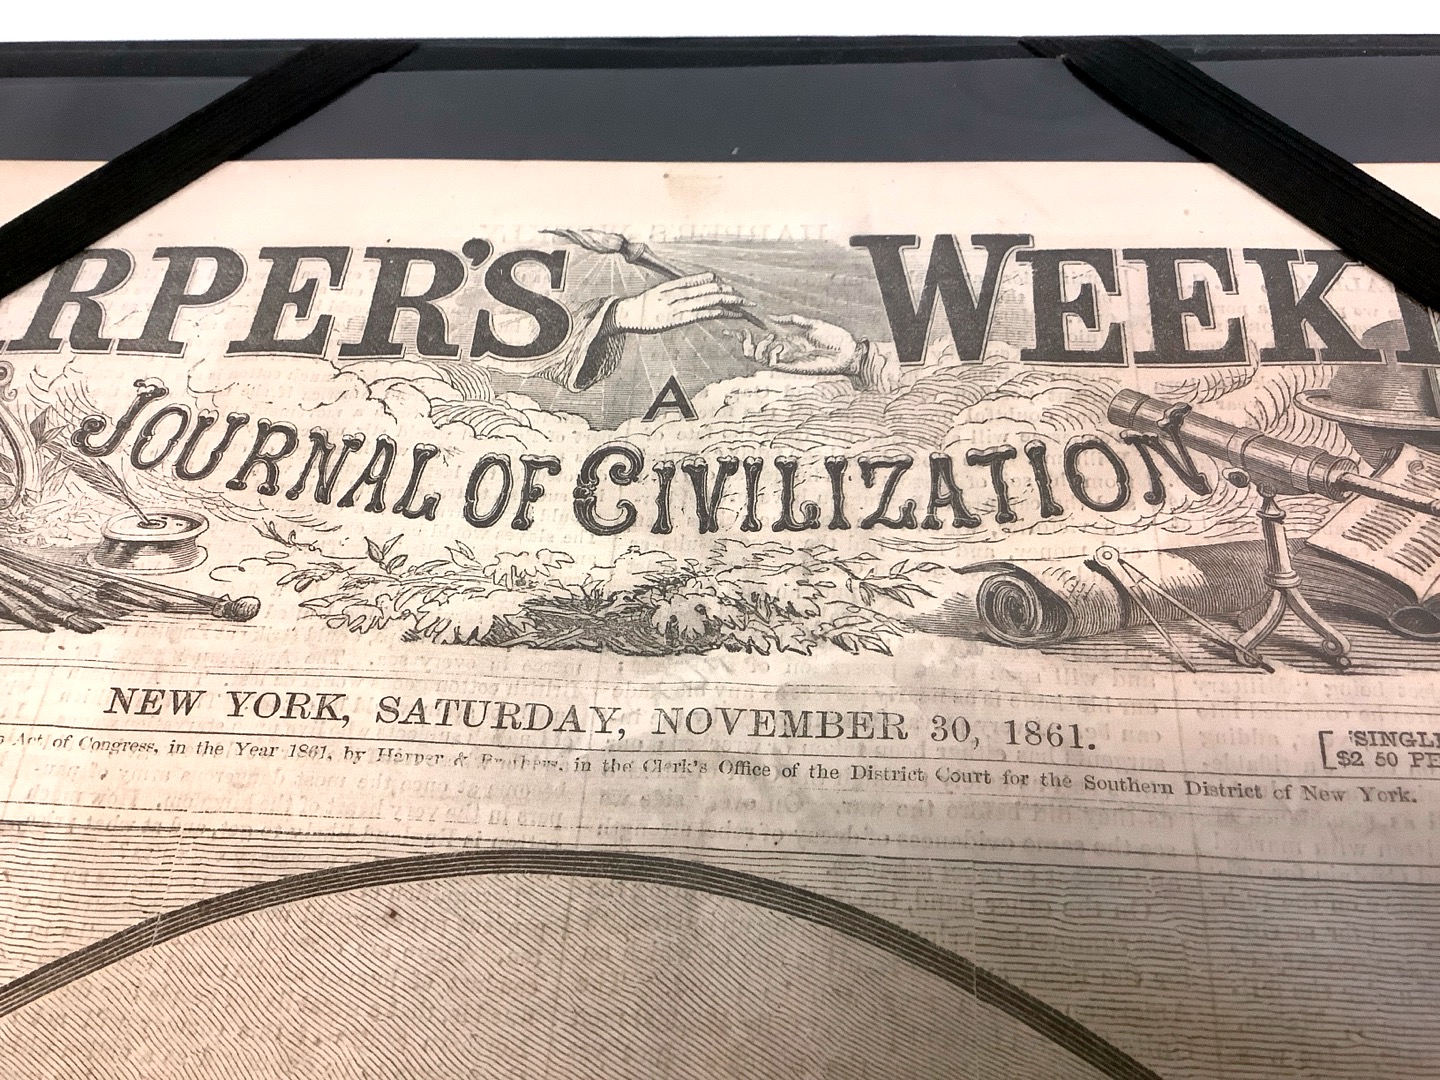 RPER'S WEEK
A
JOURNAL OF CIVILIZATION
NEW YORK, SATURDAY, NOVEMBER 30, 1861.
Act of Congress, in the Year 1861, by Harper & Brothers, in the Clerk's Office of the District Court for the Southern District of New York.
[SINGL
$2 50 PE